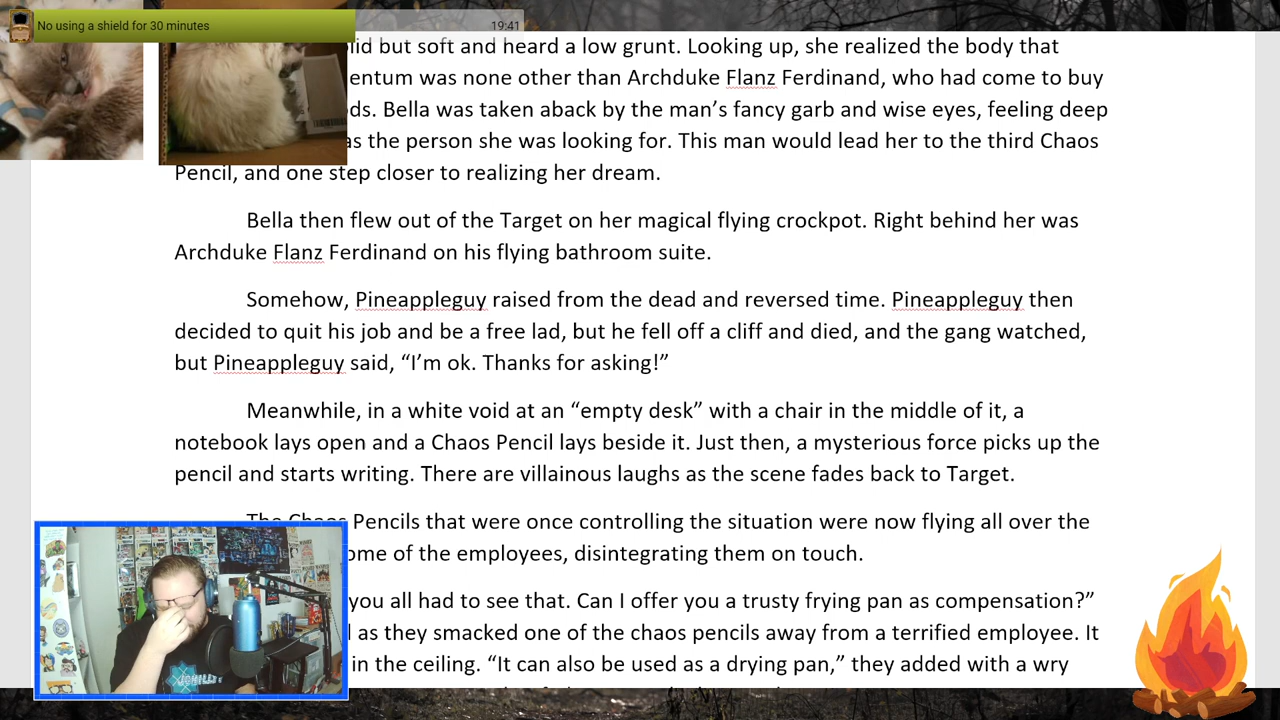 No using a shield for 30 minutes 19:41
lid but soft and heard a low grunt. Looking up, she realized the body that
entum was none other than Archduke Flanz Ferdinand, who had come to buy
ds. Bella was taken aback by the man’s fancy garb and wise eyes, feeling deep
as the person she was looking for. This man would lead her to the third Chaos
Pencil, and one step closer to realizing her dream.
Bella then flew out of the Target on her magical flying crockpot. Right behind her was
Archduke Flanz Ferdinand on his flying bathroom suite.
Somehow, Pineappleguy raised from the dead and reversed time. Pineappleguy then
decided to quit his job and be a free lad, but he fell off a cliff and died, and the gang watched,
but Pineappleguy said, “I’m ok. Thanks for asking!”
Meanwhile, in a white void at an “empty desk” with a chair in the middle of it, a
notebook lays open and a Chaos Pencil lays beside it. Just then, a mysterious force picks up the
pencil and starts writing. There are villainous laughs as the scene fades back to Target.
The Chaos Pencils that were once controlling the situation were now flying all over the
ome of the employees, disintegrating them on touch.
you all had to see that. Can I offer you a trusty frying pan as compensation?”
as they smacked one of the chaos pencils away from a terrified employee. It
in the ceiling. “It can also be used as a drying pan,” they added with a wry